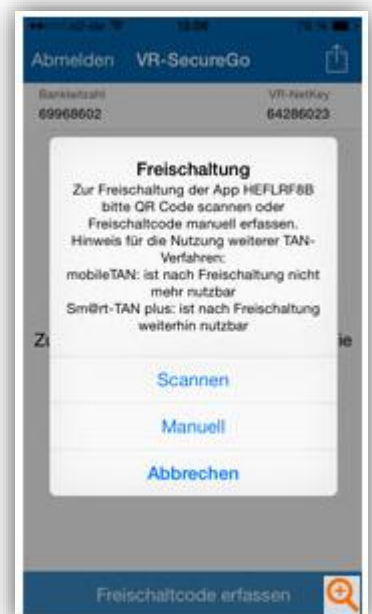 Abmelden VR-SecureGo
Bankleitzahl VR-NetKey
69968602 64286023
Freischaltung
Zur Freischaltung der App HEFLRF8B
bitte QR Code scannen oder
Freischaltcode manuell erfassen.
Hinweis für die Nutzung weiterer TAN-
Verfahren:
mobileTAN: ist nach Freischaltung nicht
mehr nutzbar
Sm@rt-TAN plus: ist nach Freischaltung
weiterhin nutzbar
Scannen
Manuell
Abbrechen
Freischaltcode erfassen